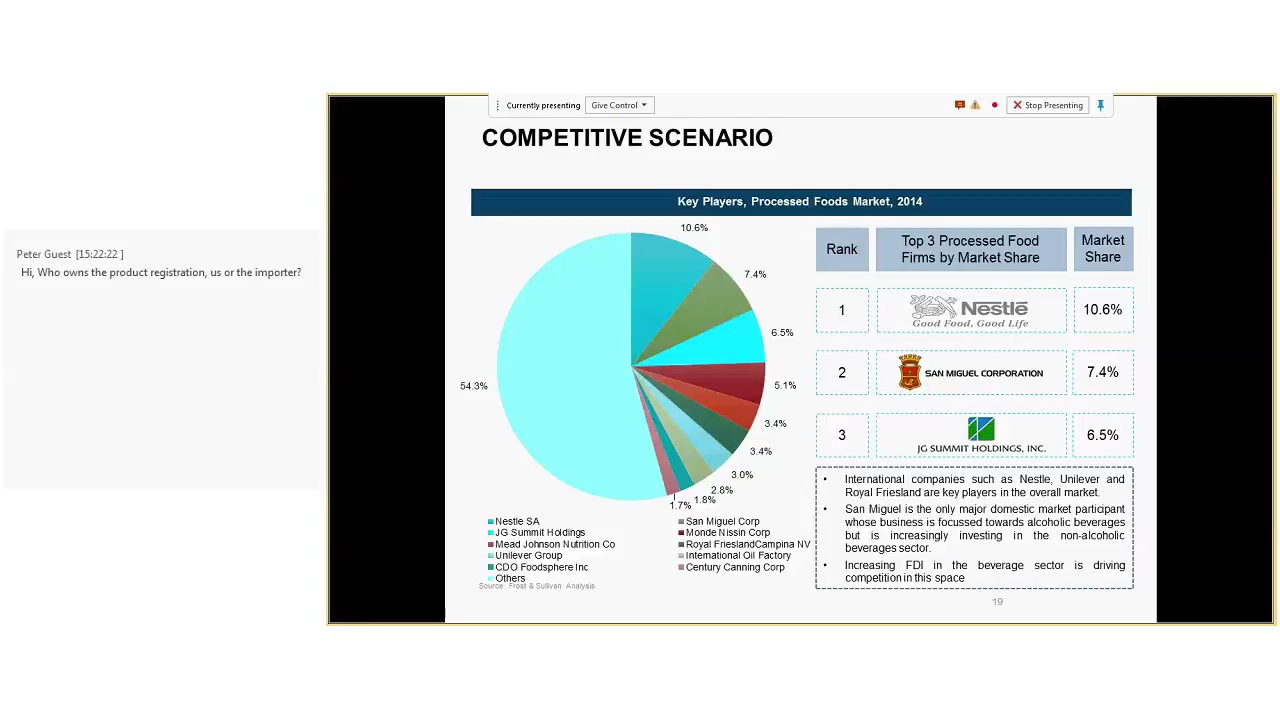 Currently presenting
Give Control
Stop Presenting
COMPETITIVE SCENARIO
Peter Guest [15:22:22 ]
Hi, Who owns the product registration, us or the importer?
Key Players, Processed Foods Market, 2014
10.6%
7.4%
6.5%
5.1%
3.4%
3.4%
3.0%
2.8%
1.8%
1.7%
54.3%
Nestle SA
San Miguel Corp
JG Summit Holdings
Monde Nissin Corp
Mead Johnson Nutrition Co
Royal FrieslandCampina NV
Unilever Group
International Oil Factory
CDO Foodsphere Inc
Century Canning Corp
Others
Source: Frost & Sullivan Analysis
Rank
Top 3 Processed Food
Firms by Market Share
Market
Share
1
Nestlé
Good Food, Good Life
10.6%
2
SAN MIGUEL CORPORATION
7.4%
3
JG SUMMIT HOLDINGS, INC.
6.5%
• International companies such as Nestle, Unilever and
Royal Friesland are key players in the overall market.
• San Miguel is the only major domestic market participant
whose business is focussed towards alcoholic beverages
but is increasingly investing in the non-alcoholic
beverages sector.
• Increasing FDI in the beverage sector is driving
competition in this space
19